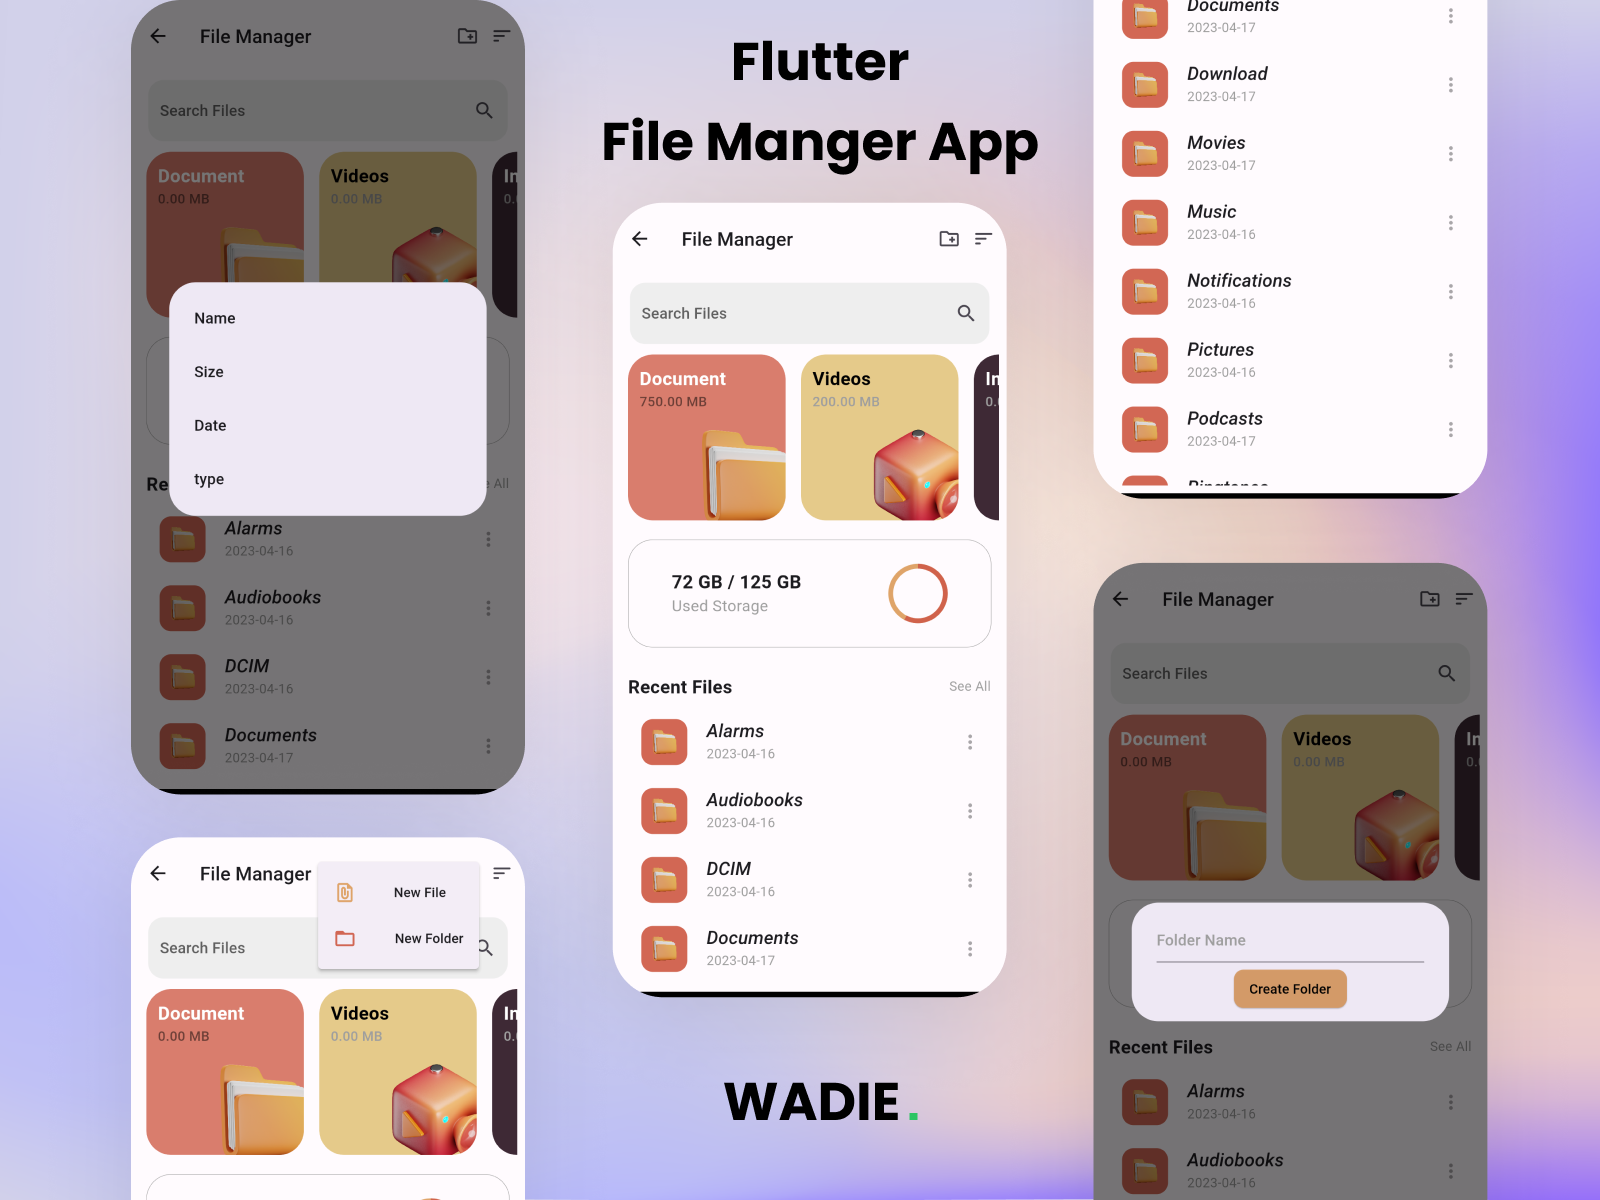 File Manager
Search Files
Document
0.00 MB
Videos
0.00 MB
In
0.
Name
Size
Date
type
Re
e All
Alarms
2023-04-16
Audiobooks
2023-04-16
DCIM
2023-04-16
Documents
2023-04-17
File Manager
New File
New Folder
Search Files
Document
0.00 MB
Videos
0.00 MB
In
0.
Flutter
File Manger App
File Manager
Search Files
Document
750.00 MB
Videos
200.00 MB
In
0.
72 GB / 125 GB
Used Storage
Recent Files
See All
Alarms
2023-04-16
Audiobooks
2023-04-16
DCIM
2023-04-16
Documents
2023-04-17
WADIE.
Documents
2023-04-17
Download
2023-04-17
Movies
2023-04-17
Music
2023-04-16
Notifications
2023-04-16
Pictures
2023-04-16
Podcasts
2023-04-17
Ringtones
File Manager
Search Files
Document
0.00 MB
Videos
0.00 MB
In
0.
Folder Name
Create Folder
Recent Files
See All
Alarms
2023-04-16
Audiobooks
2023-04-16